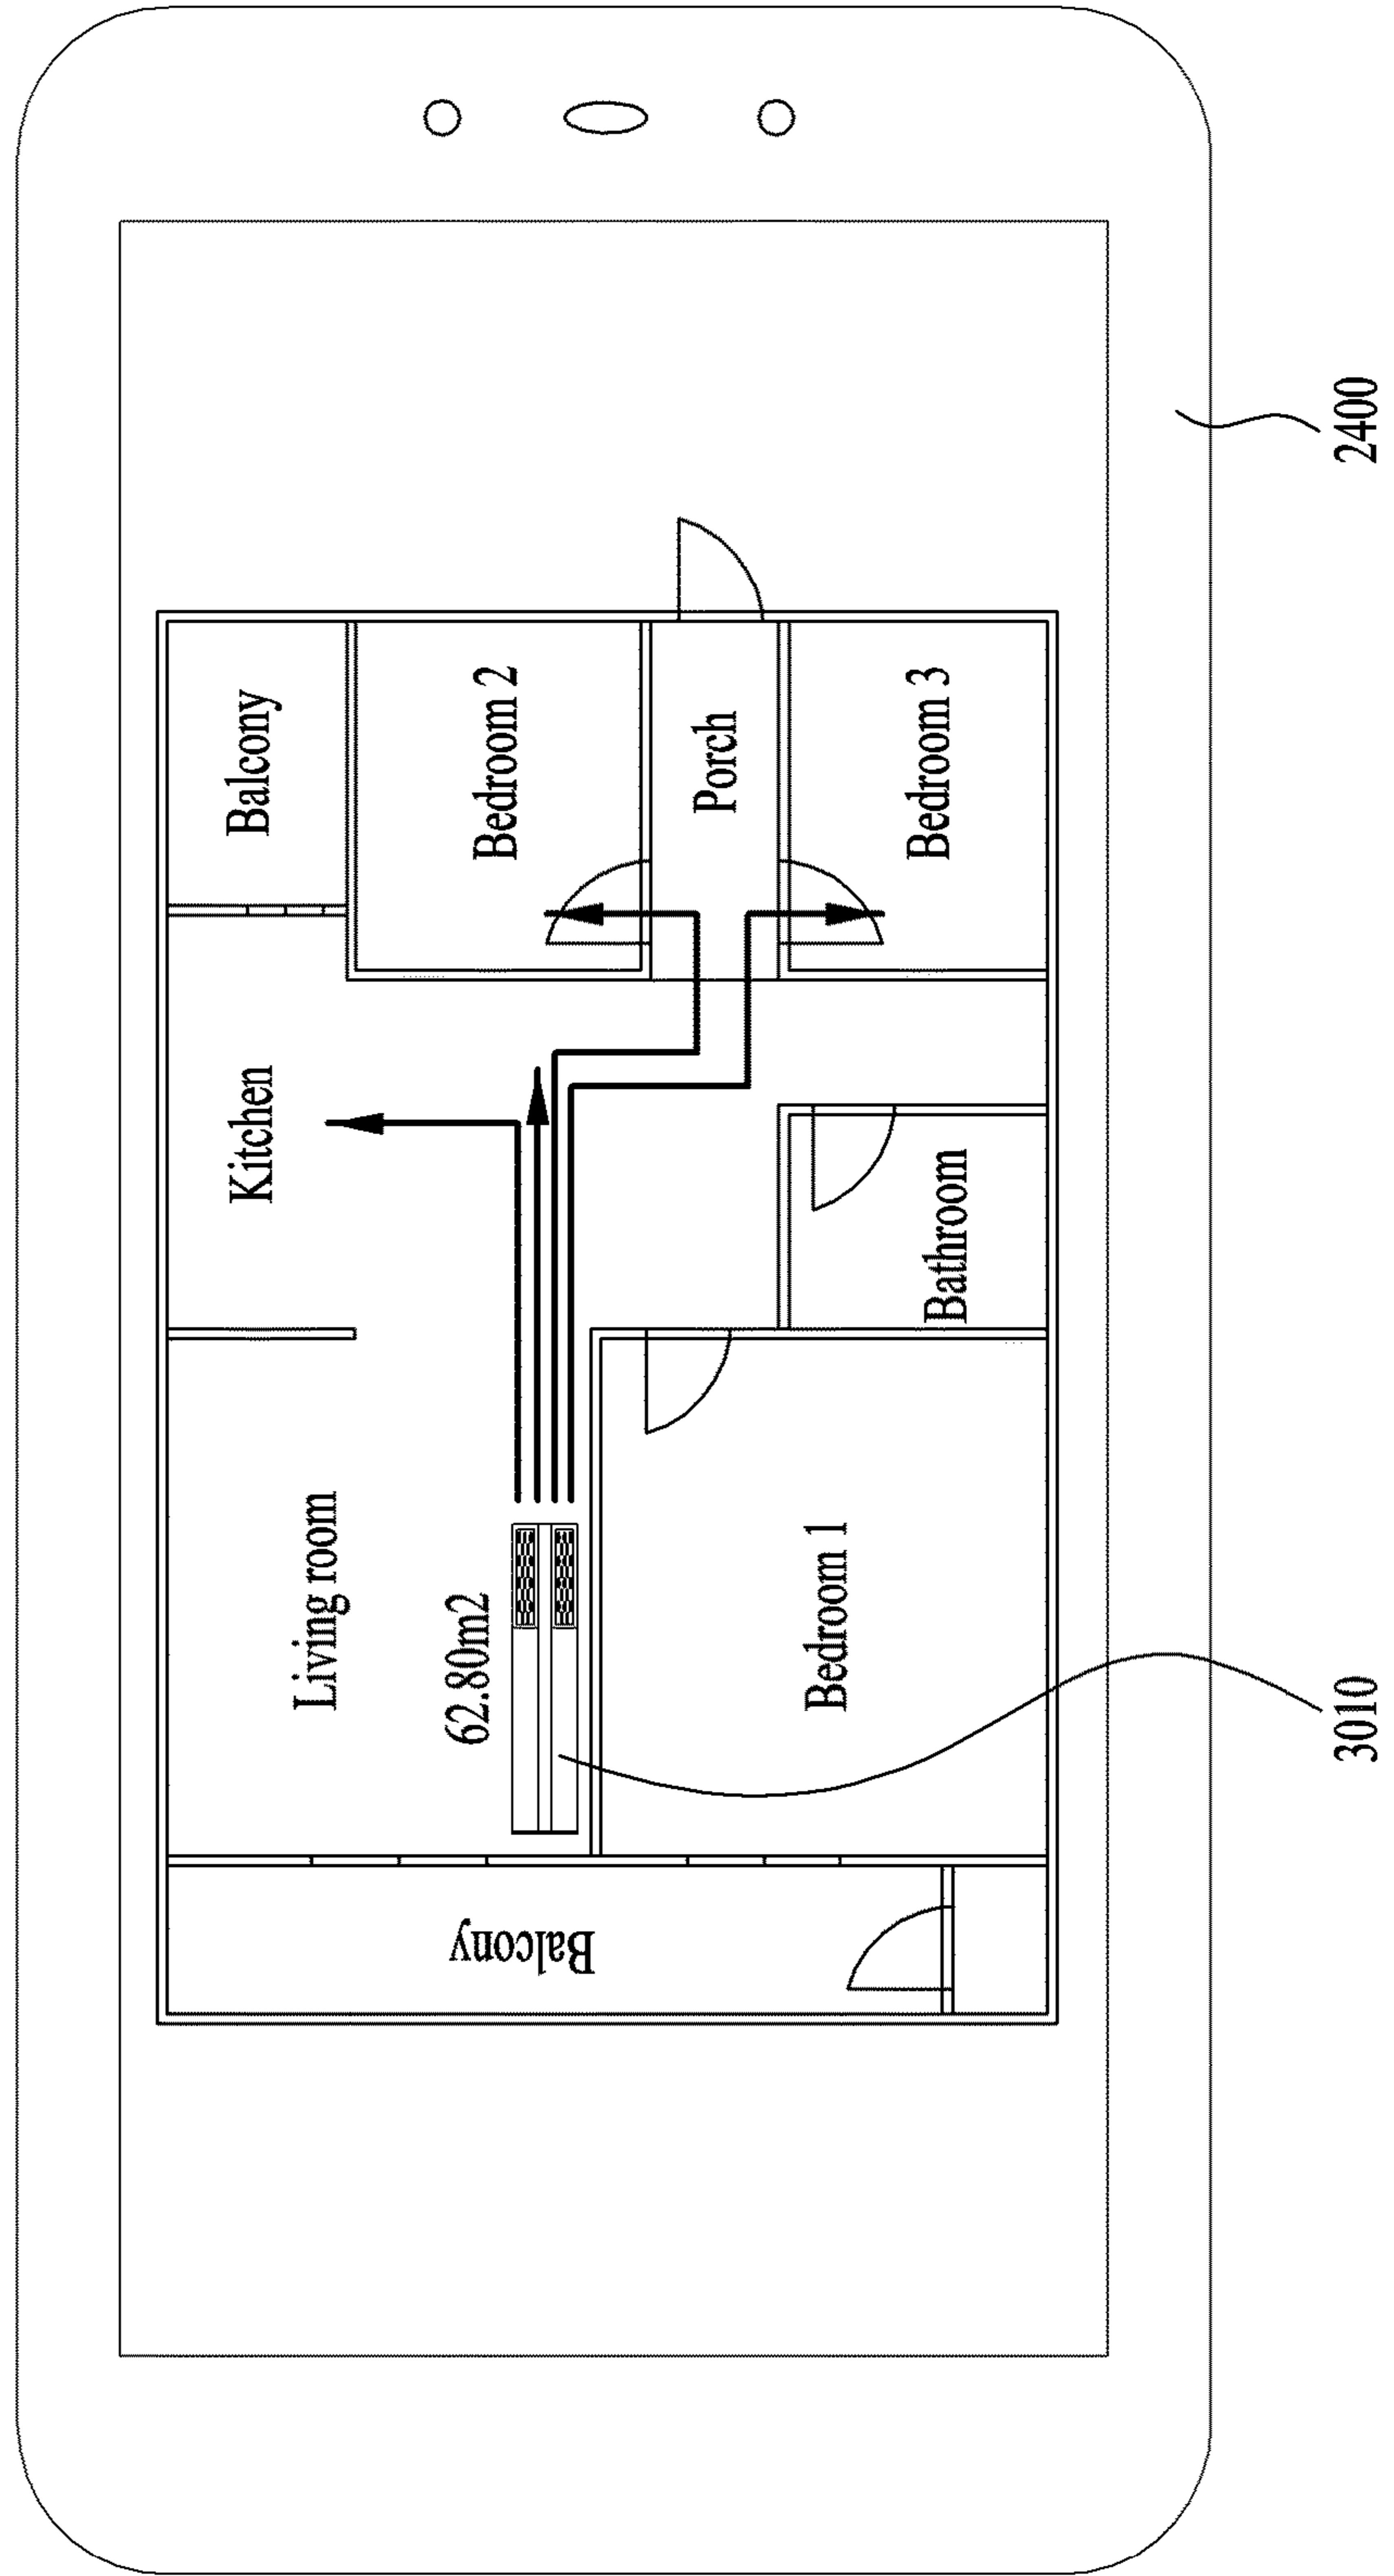 Balcony
Living room
62.80m2
Bedroom 1
Kitchen
Bathroom
Balcony
Bedroom 2
Porch
Bedroom 3
3010
2400